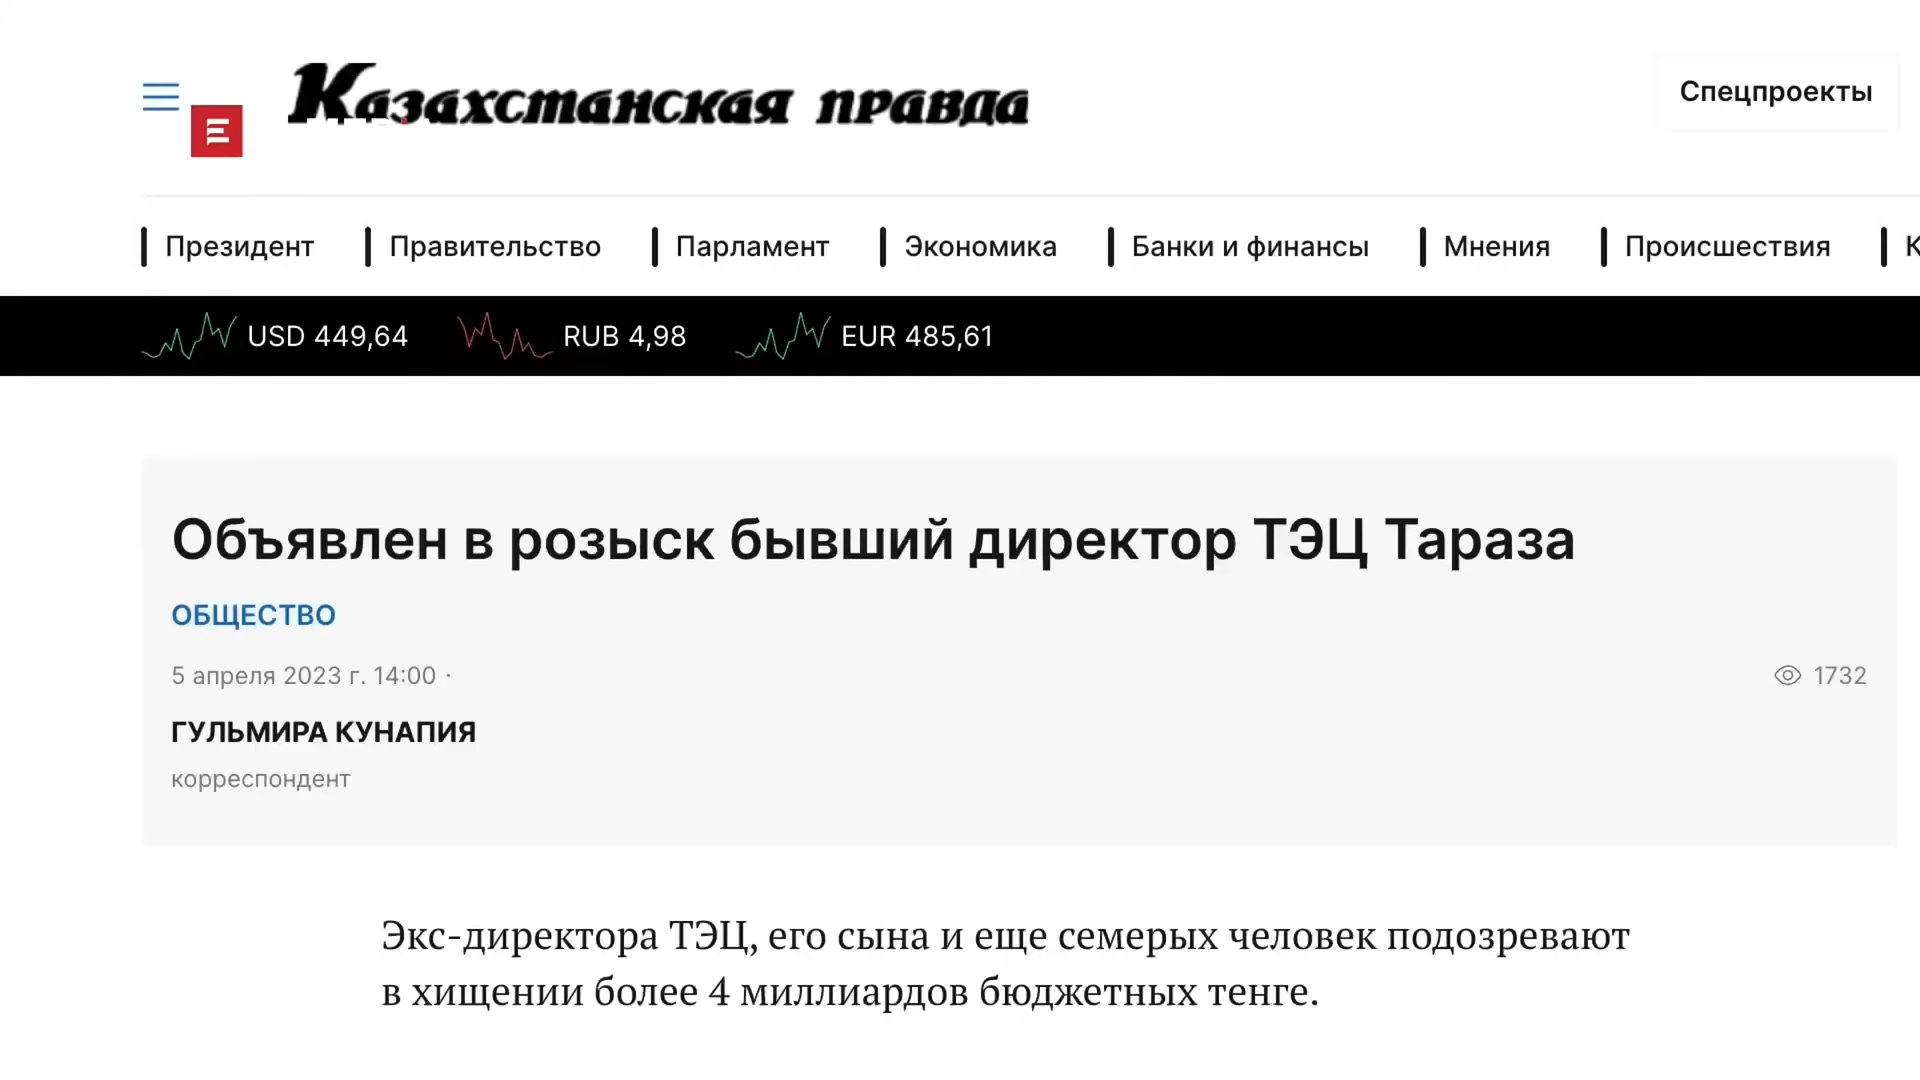 Казахстанская правда
Спецпроекты
Президент
Правительство
Парламент
Экономика
Банки и финансы
Мнения
Происшествия
USD 449,64
RUB 4,98
EUR 485,61
Объявлен в розыск бывший директор ТЭЦ Тараза
ОБЩЕСТВО
5 апреля 2023 г. 14:00 ·
1732
ГУЛЬМИРА КУНАПИЯ
корреспондент
Экс-директора ТЭЦ, его сына и еще семерых человек подозревают
в хищении более 4 миллиардов бюджетных тенге.